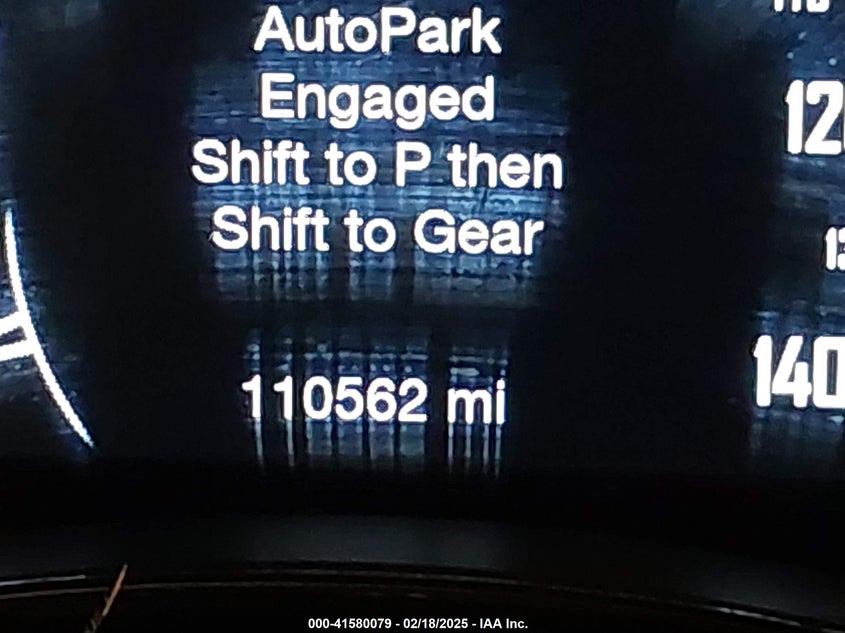 AutoPark
Engaged
Shift to P then
Shift to Gear
120
140
110562 mi
000-41580079 - 02/18/2025 - IAA Inc.